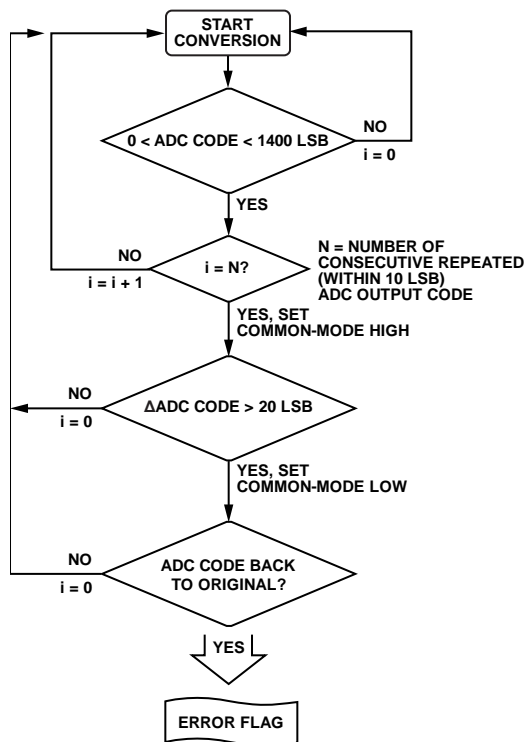 START
CONVERSION
0 < ADC CODE < 1400 LSB
NO
i = 0
YES
NO
i = i + 1
i = N?
N = NUMBER OF
CONSECUTIVE REPEATED
(WITHIN 10 LSB)
ADC OUTPUT CODE
YES, SET
COMMON-MODE HIGH
NO
i = 0
ΔADC CODE > 20 LSB
YES, SET
COMMON-MODE LOW
NO
i = 0
ADC CODE BACK
TO ORIGINAL?
YES
ERROR FLAG